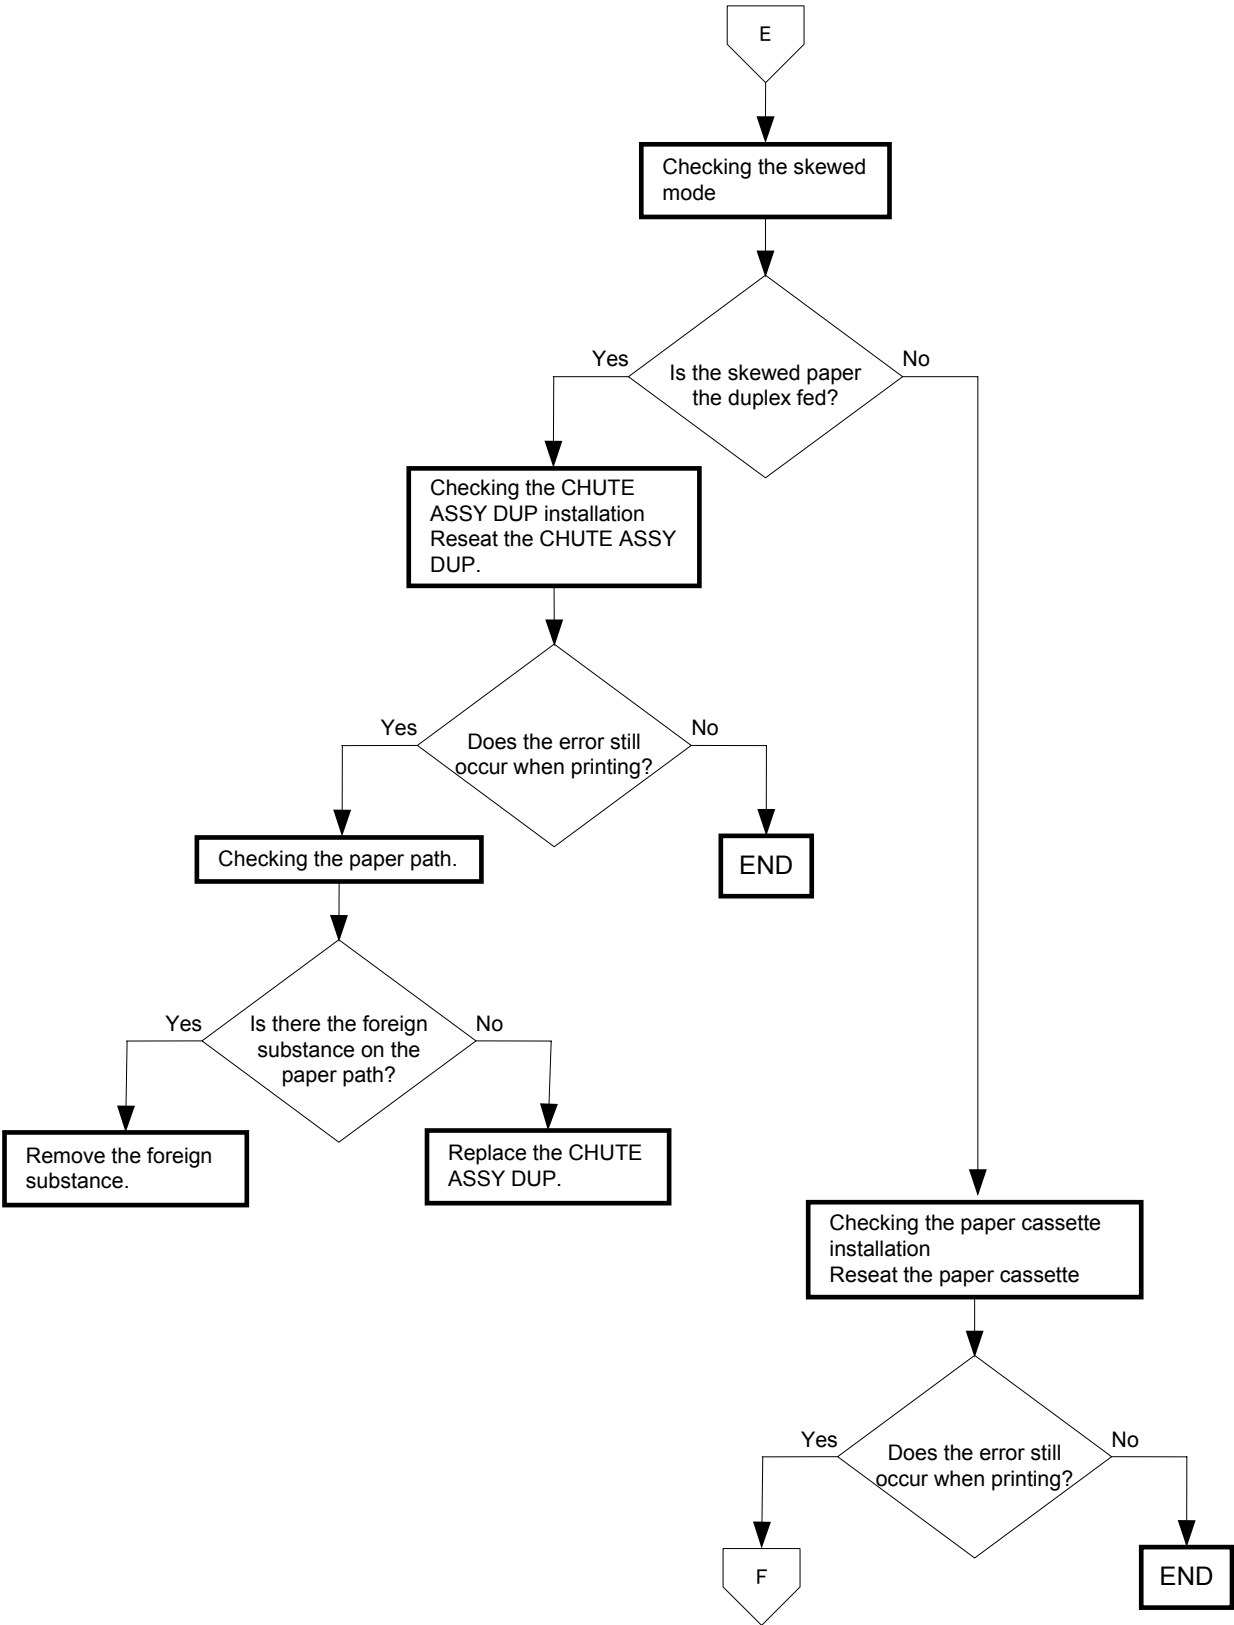 E
Checking the skewed
mode
Yes
No
Is the skewed paper
the duplex fed?
Checking the CHUTE
ASSY DUP installation
Reseat the CHUTE ASSY
DUP.
Yes
No
Does the error still
occur when printing?
Checking the paper path.
END
Yes
No
Is there the foreign
substance on the
paper path?
Remove the foreign
substance.
Replace the CHUTE
ASSY DUP.
Checking the paper cassette
installation
Reseat the paper cassette
Yes
No
Does the error still
occur when printing?
F
END